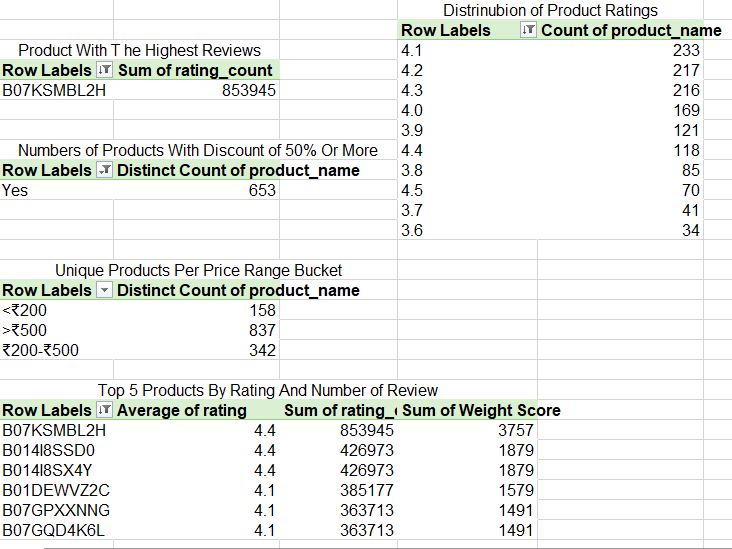 Product With T he Highest Reviews
Row Labels Sum of rating_count
B07KSMBL2H 853945
Numbers of Products With Discount of 50% Or More
Row Labels Distinct Count of product_name
Yes 653
Unique Products Per Price Range Bucket
Row Labels Distinct Count of product_name
<₹200 158
>₹500 837
₹200-₹500 342
Distrinubion of Product Ratings
Row Labels Count of product_name
4.1 233
4.2 217
4.3 216
4.0 169
3.9 121
4.4 118
3.8 85
4.5 70
3.7 41
3.6 34
Top 5 Products By Rating And Number of Review
Row Labels Average of rating Sum of rating_ Sum of Weight Score
B07KSMBL2H 4.4 853945 3757
B014I8SSD0 4.4 426973 1879
B014I8SX4Y 4.4 426973 1879
B01DEWVZ2C 4.1 385177 1579
B07GPXXNNG 4.1 363713 1491
B07GQD4K6L 4.1 363713 1491